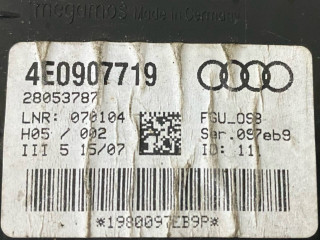 megamos Made in Germany
4E0907719
28053787
LNR: 070104 FGU_OSB
H05 / 002 Ser.097eb9
III 5 15/07 ID: 11.
*1980097EB9P*